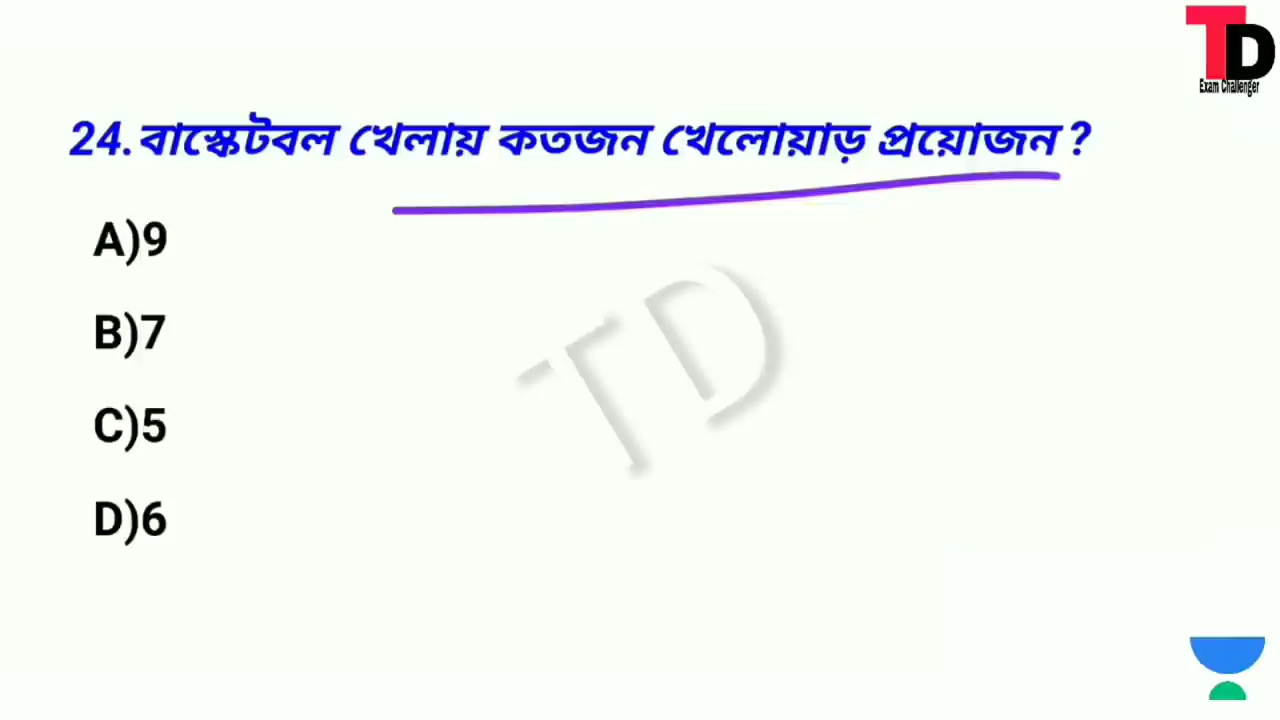 TD
Exam Challenger
24.বাস্কেটবল খেলায় কতজন খেলোয়াড় প্রয়োজন ?
A)9
B)7
C)5
D)6
TD